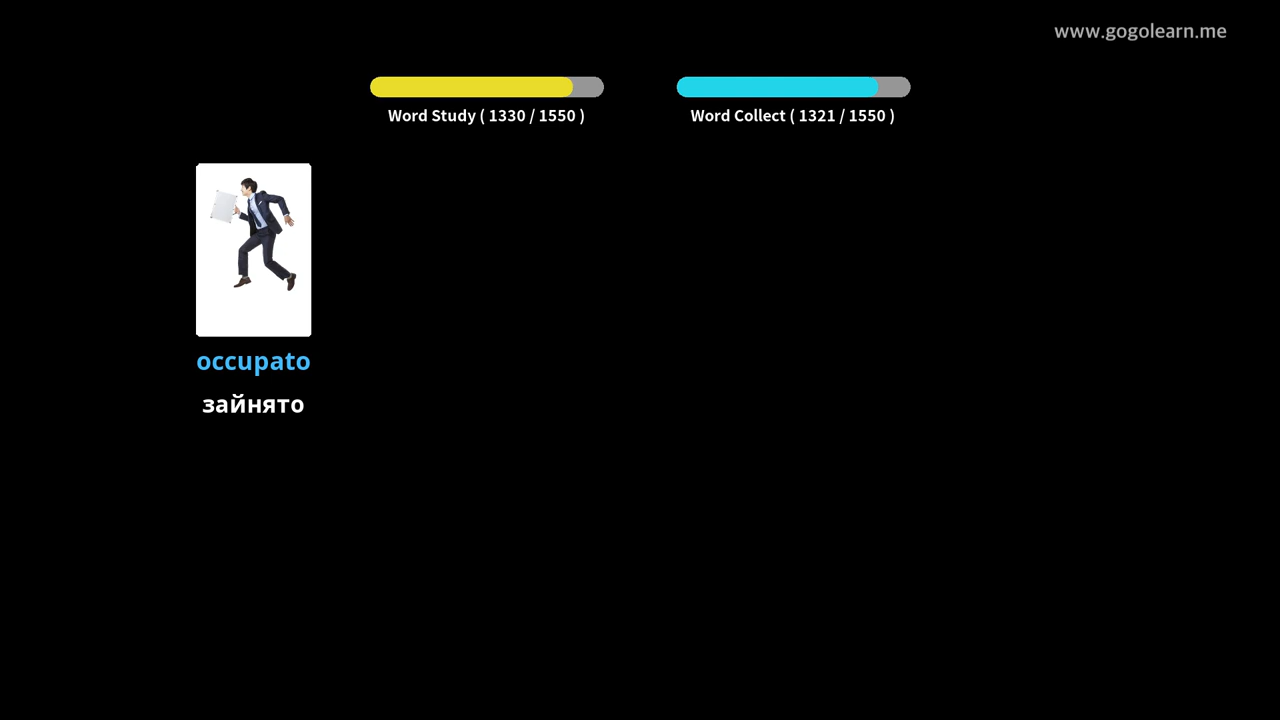 www.gogolearn.me
Word Study ( 1330 / 1550 )
Word Collect ( 1321 / 1550 )
occupato
зайнято